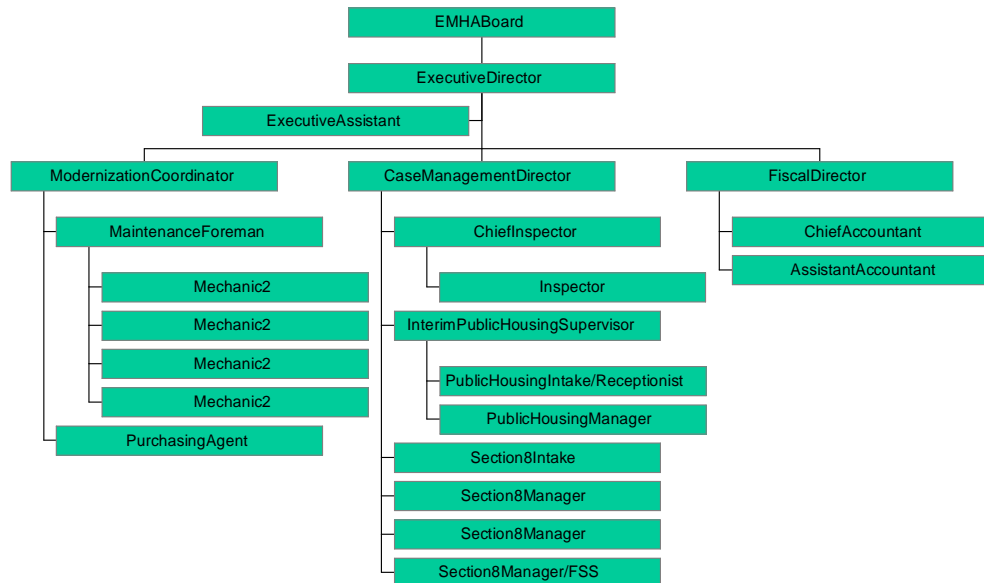 EMHABoard
ExecutiveDirector
ExecutiveAssistant
ModernizationCoordinator
MaintenanceForeman
Mechanic2
Mechanic2
Mechanic2
Mechanic2
PurchasingAgent
CaseManagementDirector
ChiefInspector
Inspector
InterimPublicHousingSupervisor
PublicHousingIntake/Receptionist
PublicHousingManager
Section8Intake
Section8Manager
Section8Manager
Section8Manager/FSS
FiscalDirector
ChiefAccountant
AssistantAccountant